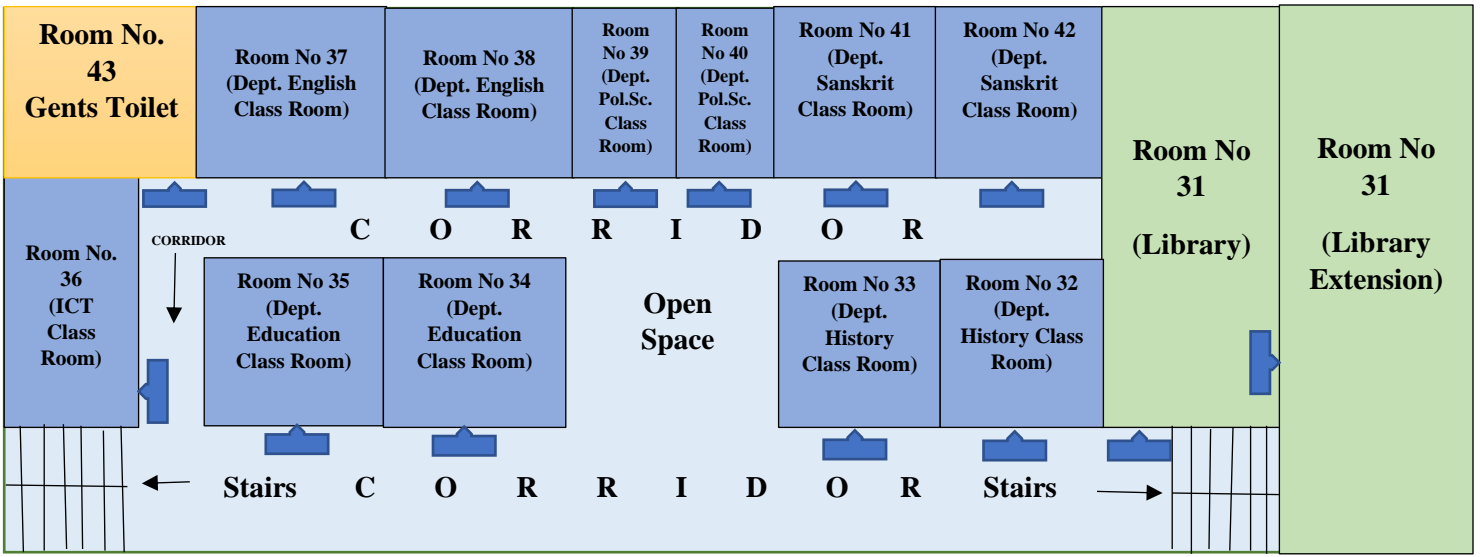 Room No.
43
Gents Toilet
Room No 37
(Dept. English
Class Room)
Room No 38
(Dept. English
Class Room)
Room
No 39
(Dept.
Pol.Sc.
Class
Room)
Room
No 40
(Dept.
Pol.Sc.
Class
Room)
Room No 41
(Dept.
Sanskrit
Class Room)
Room No 42
(Dept.
Sanskrit
Class Room)
Room No
31
(Library)
Room No
31
(Library
Extension)
C O R R I D O R
Room No.
36
(ICT
Class
Room)
CORRIDOR
Room No 35
(Dept.
Education
Class Room)
Room No 34
(Dept.
Education
Class Room)
Open
Space
Room No 33
(Dept.
History
Class Room)
Room No 32
(Dept.
History Class
Room)
Stairs C O R R I D O R Stairs